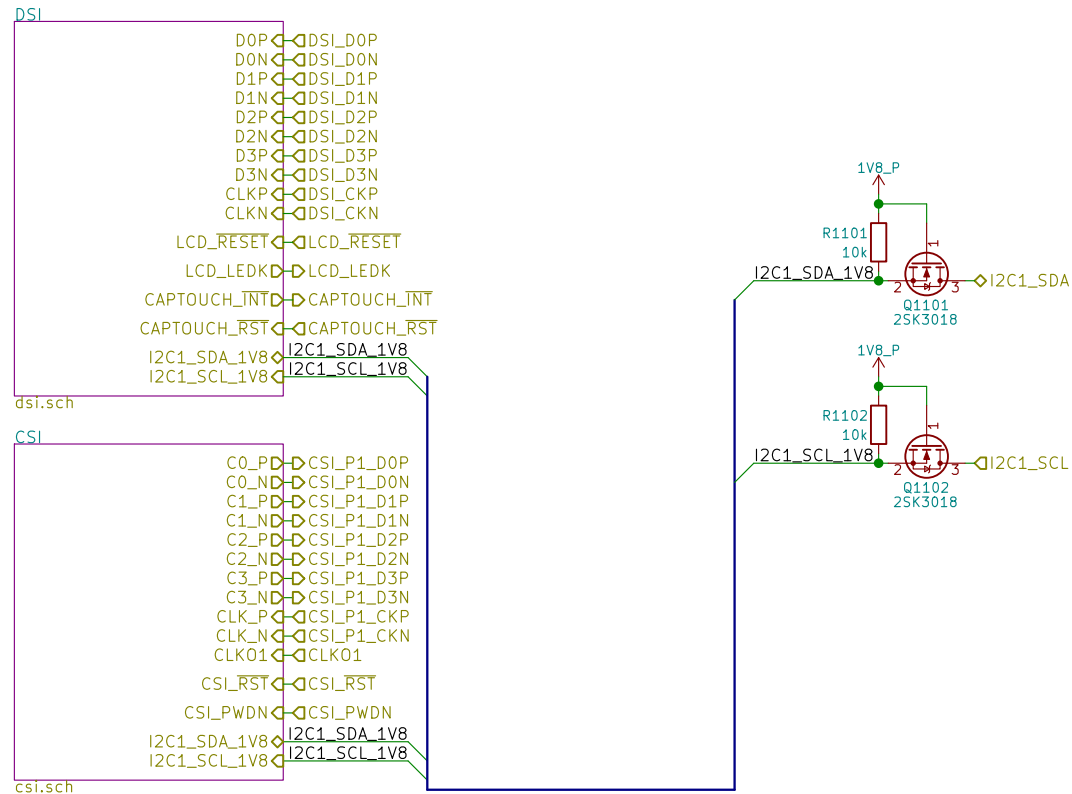 DSI
D0P DSI_D0P
D0N DSI_D0N
D1P DSI_D1P
D1N DSI_D1N
D2P DSI_D2P
D2N DSI_D2N
D3P DSI_D3P
D3N DSI_D3N
CLKP DSI_CKP
CLKN DSI_CKN
LCD_RESET LCD_RESET
LCD_LEDK LCD_LEDK
CAPTOUCH_INT CAPTOUCH_INT
CAPTOUCH_RST CAPTOUCH_RST
I2C1_SDA_1V8 I2C1_SDA_1V8
I2C1_SCL_1V8 I2C1_SCL_1V8
dsi.sch
CSI
C0_P CSI_P1_D0P
C0_N CSI_P1_D0N
C1_P CSI_P1_D1P
C1_N CSI_P1_D1N
C2_P CSI_P1_D2P
C2_N CSI_P1_D2N
C3_P CSI_P1_D3P
C3_N CSI_P1_D3N
CLK_P CSI_P1_CKP
CLK_N CSI_P1_CKN
CLKO1 CLKO1
CSI_RST CSI_RST
CSI_PWDN CSI_PWDN
I2C1_SDA_1V8 I2C1_SDA_1V8
I2C1_SCL_1V8 I2C1_SCL_1V8
csi.sch
1V8_P
R1101
10k
1
I2C1_SDA_1V8
2 3
I2C1_SDA
Q1101
2SK3018
1V8_P
R1102
10k
1
I2C1_SCL_1V8
2 3
I2C1_SCL
Q1102
2SK3018